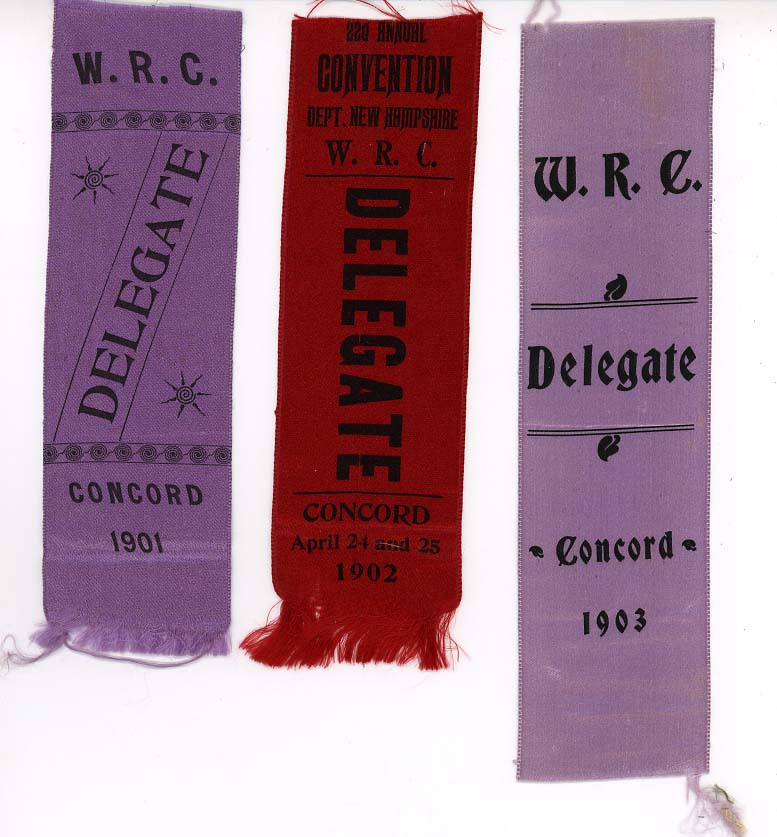 W. R. C.
DELEGATE
CONCORD
1901
22d ANNUAL
CONVENTION
DEPT. NEW HAMPSHIRE
W. R. C.
DELEGATE
CONCORD
April 24 and 25
1902
W. R. C.
Delegate
Concord
1903